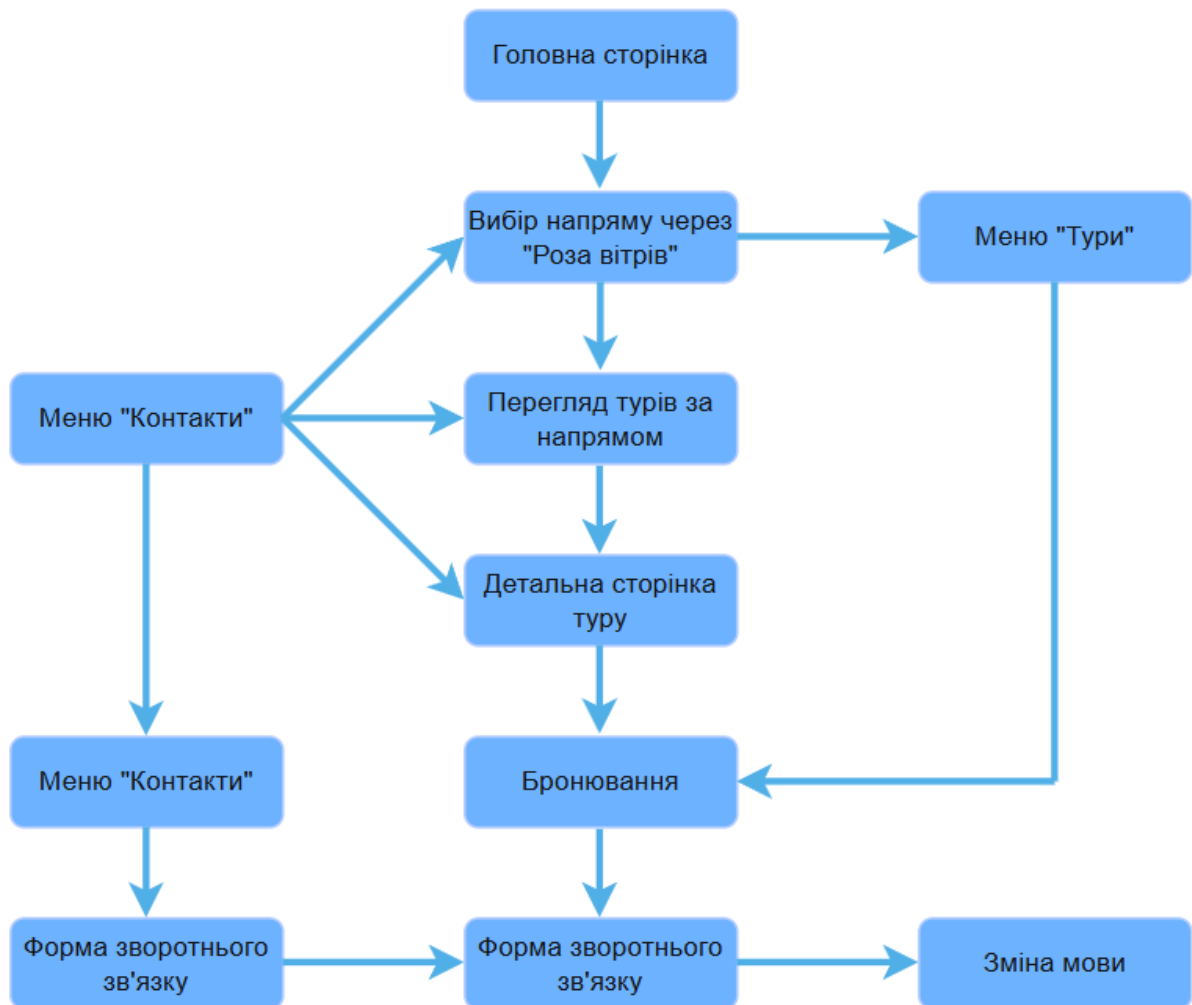 Головна сторінка
Вибір напряму через
"Роза вітрів"
Меню "Тури"
Меню "Контакти"
Перегляд турів за
напрямом
Детальна сторінка
туру
Меню "Контакти"
Бронювання
Форма зворотнього
зв'язку
Форма зворотнього
зв'язку
Зміна мови